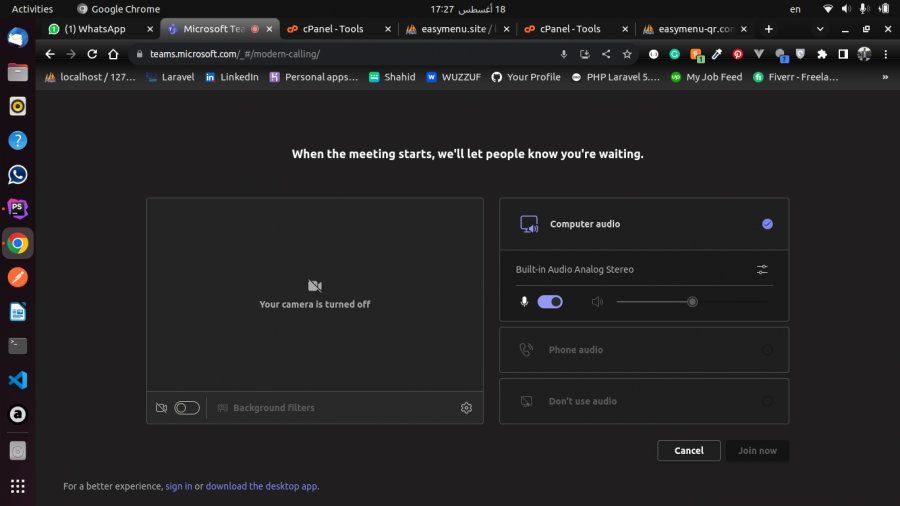 Activities
Google Chrome
17:27 أغسطس 18
en
(1) WhatsApp
Microsoft Tea
cPanel - Tools
easymenu.site / l
cPanel - Tools
easymenu-qr.con
teams.microsoft.com/_#/modern-calling/
localhost / 127...
Laravel
LinkedIn
Personal apps...
Shahid
WUZZUF
Your Profile
PHP Laravel 5....
My Job Feed
Fiverr - Freela...
»
When the meeting starts, we'll let people know you're waiting.
Your camera is turned off
Background filters
Computer audio
Built-in Audio Analog Stereo
Phone audio
Don't use audio
Cancel
Join now
For a better experience, sign in or download the desktop app.